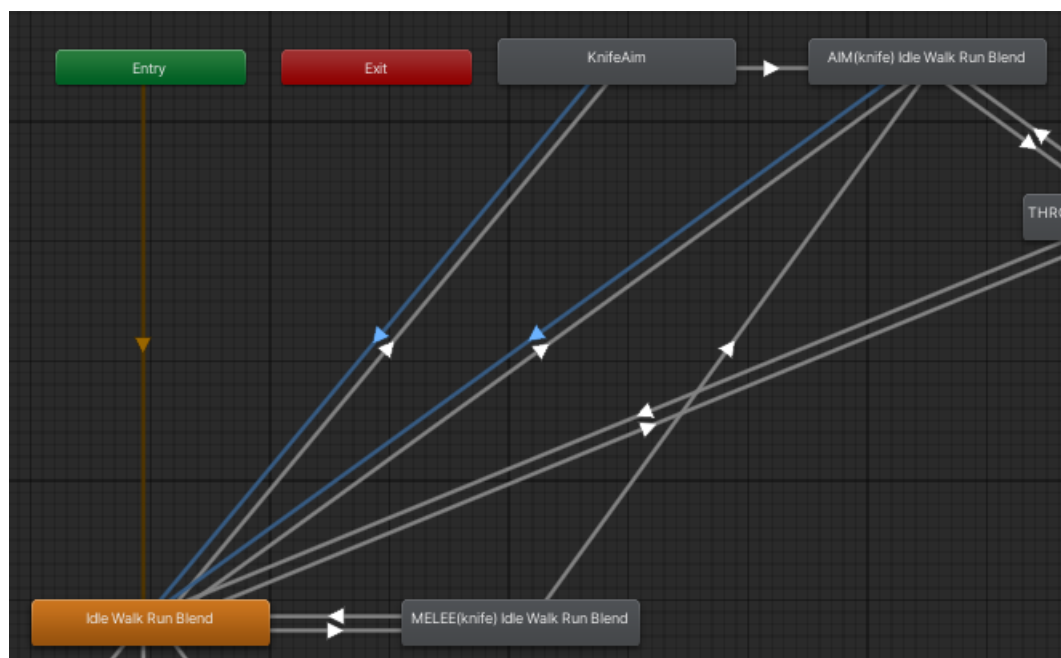 Entry
Exit
KnifeAim
AIM(knife) Idle Walk Run Blend
THRO
Idle Walk Run Blend
MELEE(knife) Idle Walk Run Blend